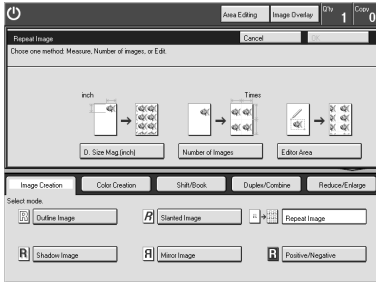 Area Editing Image Overlay Q'ty 1 Copy 0
Repeat Image Cancel OK
Chose one method: Measure, Number of images, or Edit.
inch Times
D. Size Mag.(inch) Number of Images Editor Area
Image Creation Color Creation Shift/Book Duplex/Combine Reduce/Enlarge
Select mode.
R Outline Image R Slanted Image R Repeat Image
R Shadow Image R Mirror Image R Positive/Negative